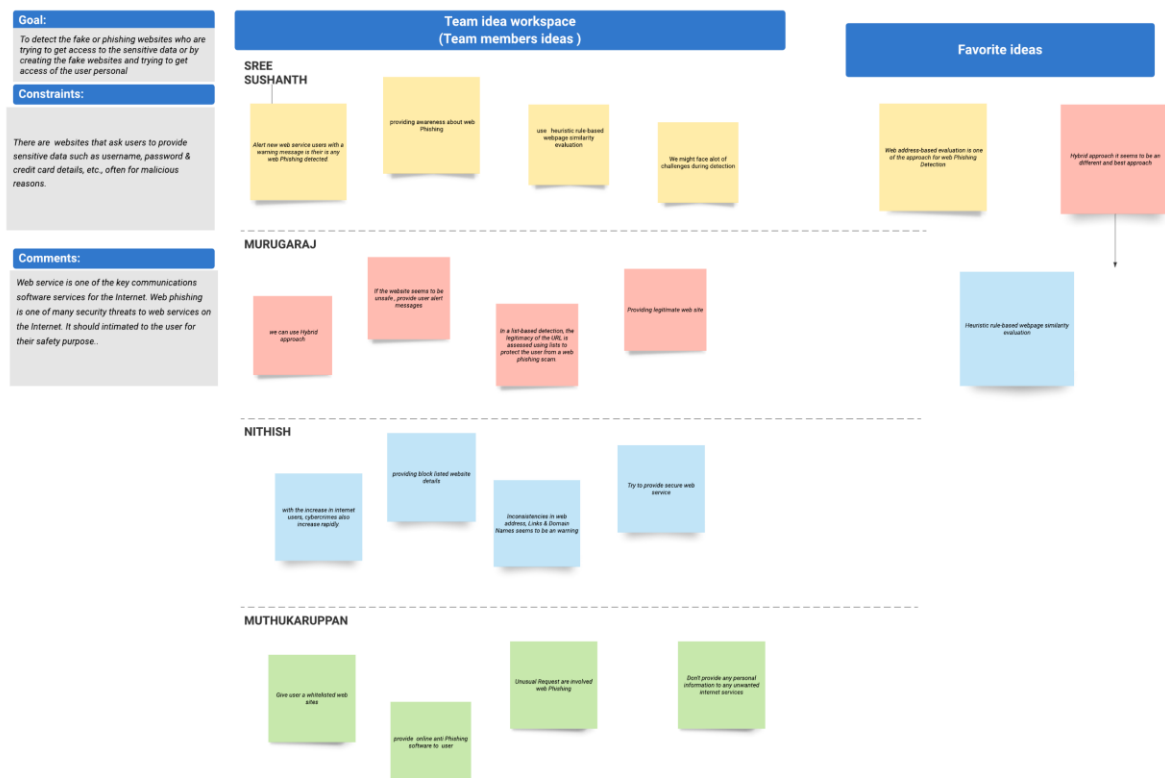 Goal:
To detect the fake or phishing websites who are
trying to get access to the sensitive data or by
creating the fake websites and trying to get
access of the user personal
Constraints:
There are websites that ask users to provide
sensitive data such as username, password &
credit card details, etc., often for malicious
reasons.
Comments:
Web service is one of the key communications
software services for the Internet. Web phishing
is one of many security threats to web services on
the Internet. It should intimated to the user for
their safety purpose..
Team idea workspace
(Team members ideas )
SREE
SUSHANTH
Alert new web service users with a
warning message is their is any
web Phishing detected.
providing awareness about web
Phishing
use heuristic rule-based
webpage similarity
evaluation
We might face alot of
challenges during detection
MURUGARAJ
we can use Hybrid
approach
If the website seems to be
unsafe., provide user alert
messages
In a list-based detection, the
legitimacy of the URL is
assessed using lists to
protect the user from a web
phishing scam.
Providing legitimate web site
NITHISH
with the increase in internet
users, cybercrimes also
increase rapidly
providing block listed website
details
Inconsistencies in web
address, Links & Domain
Names seems to be an warning
Try to provide secure web
service
MUTHUKARUPPAN
Give user a whitelisted web
sites
provide online anti Phishing
software to user
Unusual Request are involved
web Phishing
Don't provide any personal
information to any unwanted
internet services
Favorite ideas
Web address-based evaluation is one
of the approach for web Phishing
Detection
Hybrid approach it seems to be an
different and best approach
Heuristic rule-based webpage similarity
evaluation